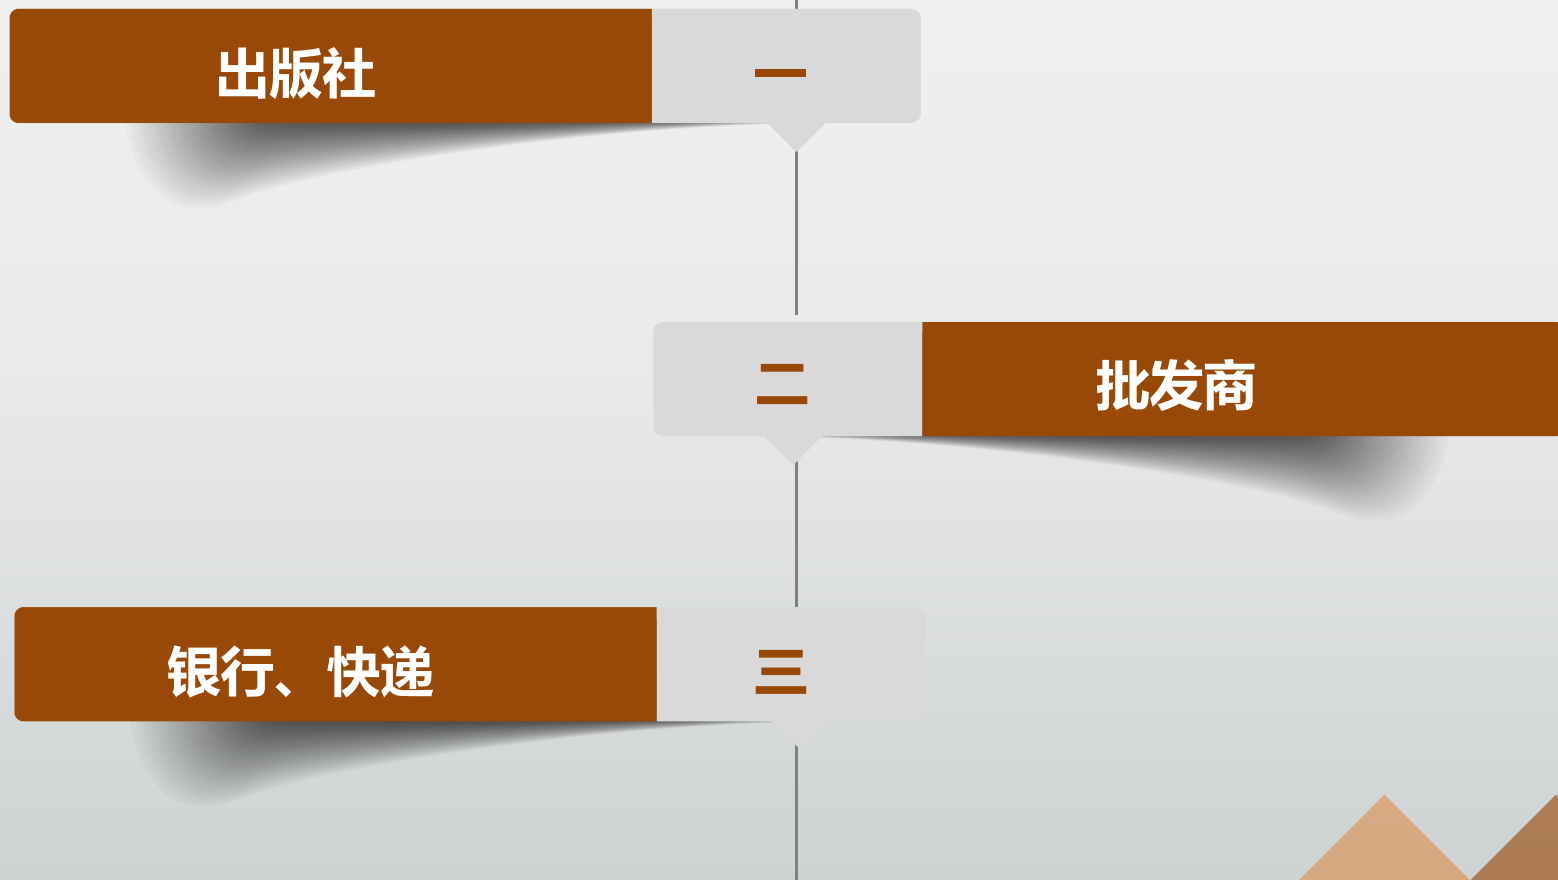 出版社 一
二 批发商
银行、快递 三